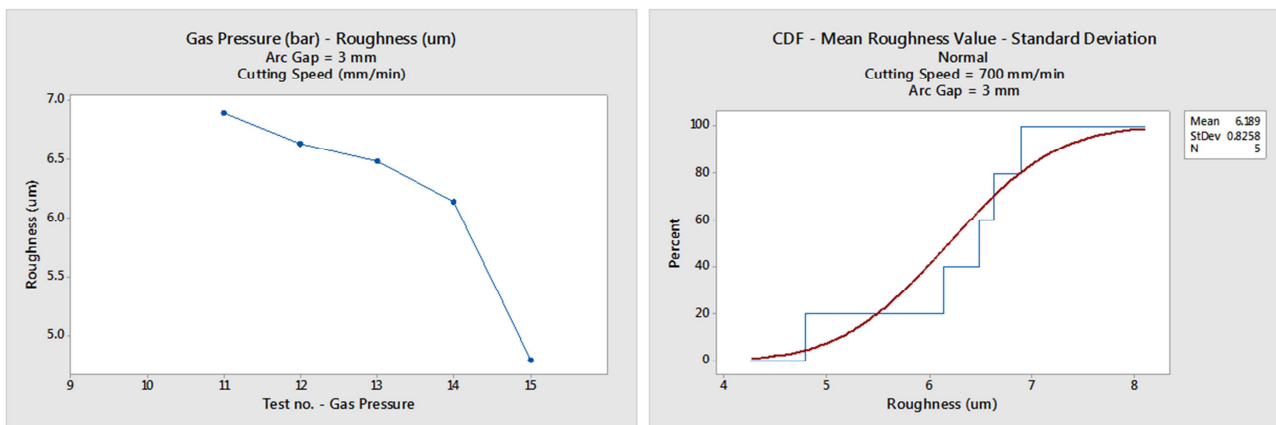 Gas Pressure (bar) - Roughness (um)
Arc Gap = 3 mm
Cutting Speed (mm/min)
7.0
6.5
6.0
5.5
5.0
Roughness (um)
9 10 11 12 13 14 15
Test no. - Gas Pressure
CDF - Mean Roughness Value - Standard Deviation
Normal
Cutting Speed = 700 mm/min
Arc Gap = 3 mm
100
80
60
40
20
0
Percent
4 5 6 7 8
Roughness (um)
Mean 6.189
StDev 0.8258
N 5